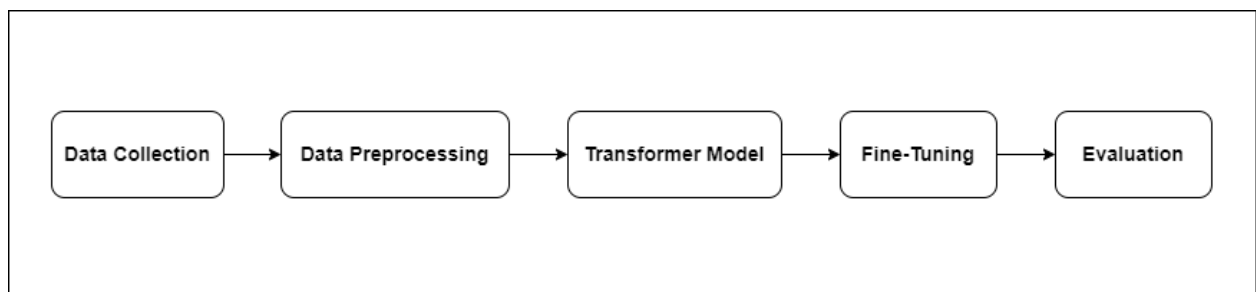 Data Collection
Data Preprocessing
Transformer Model
Fine-Tuning
Evaluation